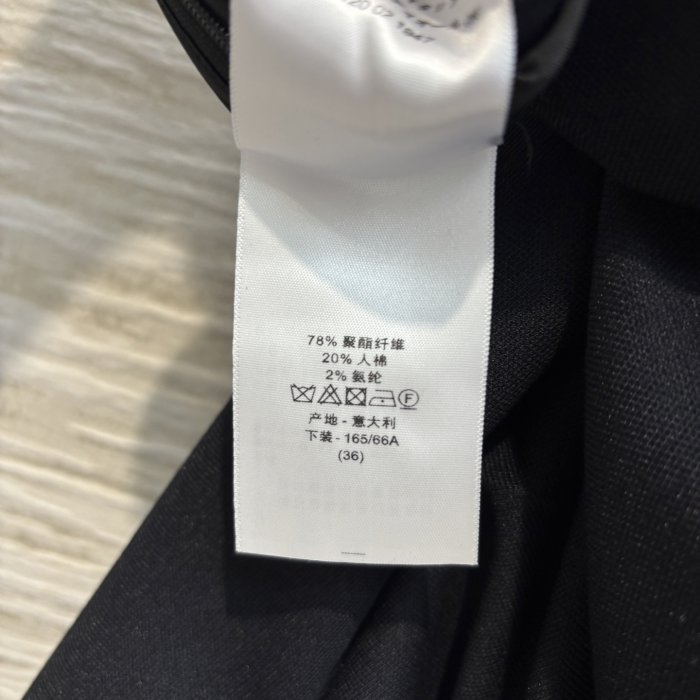 78% 聚酯纤维
20% 人棉
2% 氨纶
F
产地 - 意大利
下装 - 165/66A
(36)